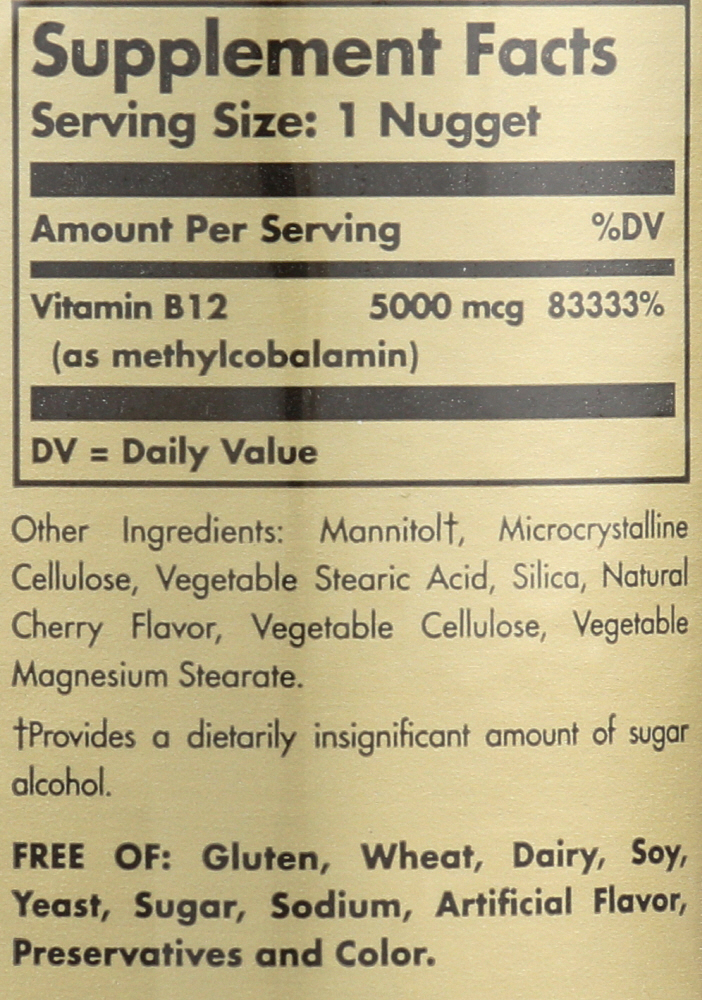 Supplement Facts
Serving Size: 1 Nugget
Amount Per Serving %DV
Vitamin B12 5000 mcg 83333%
(as methylcobalamin)
DV = Daily Value
Other Ingredients: Mannitol†, Microcrystalline
Cellulose, Vegetable Stearic Acid, Silica, Natural
Cherry Flavor, Vegetable Cellulose, Vegetable
Magnesium Stearate.
†Provides a dietarily insignificant amount of sugar
alcohol.
FREE OF: Gluten, Wheat, Dairy, Soy,
Yeast, Sugar, Sodium, Artificial Flavor,
Preservatives and Color.